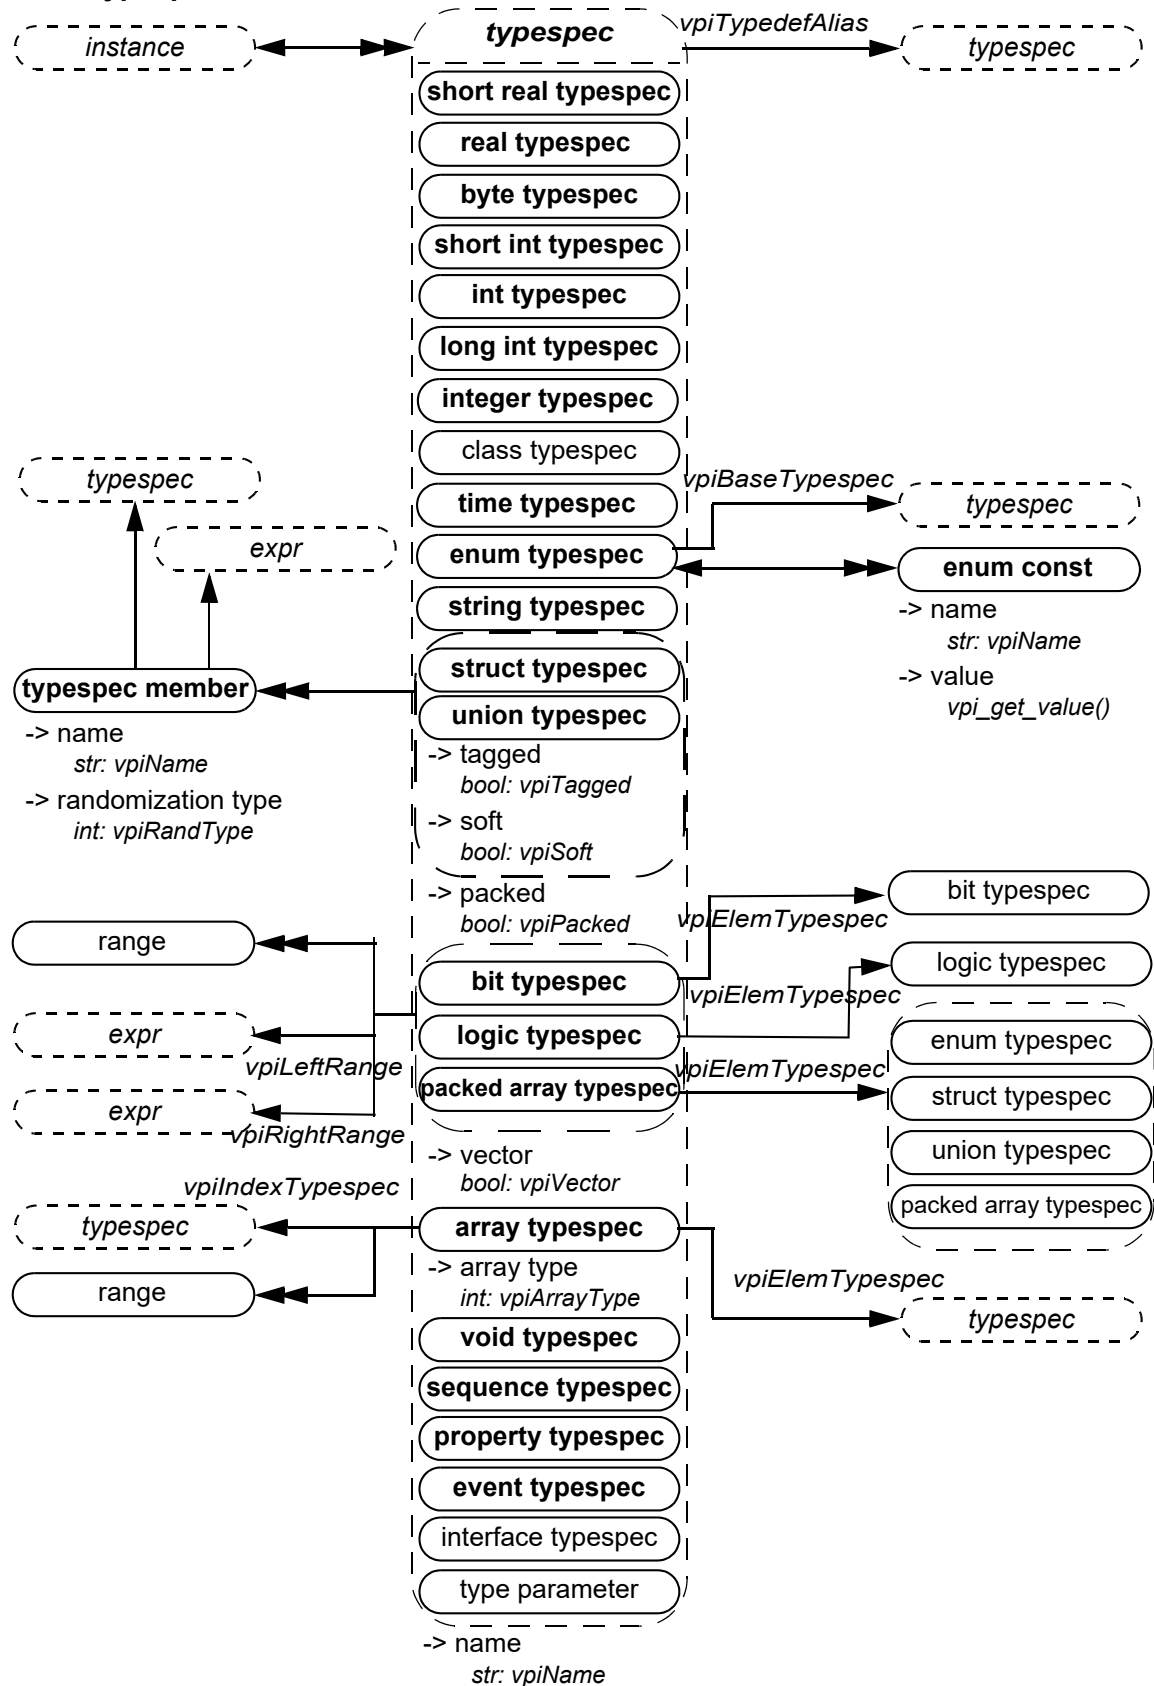 instance
typespec
vpiTypedefAlias
typespec
short real typespec
real typespec
byte typespec
short int typespec
int typespec
long int typespec
integer typespec
class typespec
typespec
vpiBaseTypespec
time typespec
typespec
expr
enum typespec
enum const
string typespec
-> name
str: vpiName
struct typespec
-> value
vpi_get_value()
typespec member
union typespec
-> name
str: vpiName
-> tagged
bool: vpiTagged
-> randomization type
int: vpiRandType
-> soft
bool: vpiSoft
-> packed
bool: vpiPacked
bit typespec
vpiElemTypespec
range
bit typespec
logic typespec
vpiElemTypespec
expr
logic typespec
enum typespec
vpiLeftRange
vpiElemTypespec
packed array typespec
struct typespec
expr
vpiRightRange
-> vector
bool: vpiVector
union typespec
vpiIndexTypespec
packed array typespec
typespec
array typespec
-> array type
int: vpiArrayType
vpiElemTypespec
range
typespec
void typespec
sequence typespec
property typespec
event typespec
interface typespec
type parameter
-> name
str: vpiName